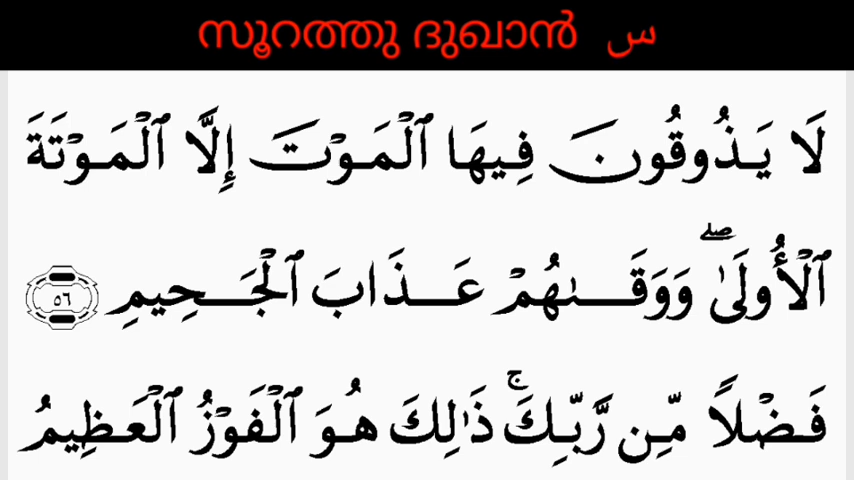 സൂറത്തു ദുഖാൻ س
لَا يَذُوقُونَ فِيهَا ٱلْمَوْتَ إِلَّا ٱلْمَوْتَةَ
ٱلْأُولَىٰ ۖ وَوَقَىٰهُمْ عَذَابَ ٱلْجَحِيمِ ٥٦
فَضْلًا مِّن رَّبِّكَ ۚ ذَٰلِكَ هُوَ ٱلْفَوْزُ ٱلْعَظِيمُ